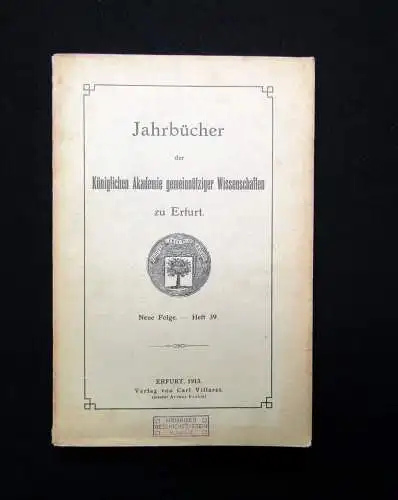 Jahrbücher
der
Königlichen Akademie gemeinnütziger Wissenschaften
zu Erfurt.
Neue Folge. — Heft 39.
ERFURT, 1913.
Verlag von Carl Villaret.